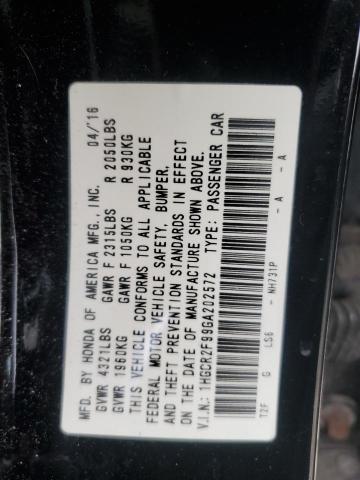 MFD. BY HONDA OF AMERICA MFG., INC. 04/'16
GVWR 4321LBS GAWR F 2315LBS R 2050LBS
GVWR 1960KG GAWR F 1050KG R 930KG
THIS VEHICLE CONFORMS TO ALL APPLICABLE
FEDERAL MOTOR VEHICLE SAFETY, BUMPER,
AND THEFT PREVENTION STANDARDS IN EFFECT
ON THE DATE OF MANUFACTURE SHOWN ABOVE.
V.I.N.: 1HGCR2F99GA202572 TYPE: PASSENGER CAR
T2F G LS6 - NH731P - A - A